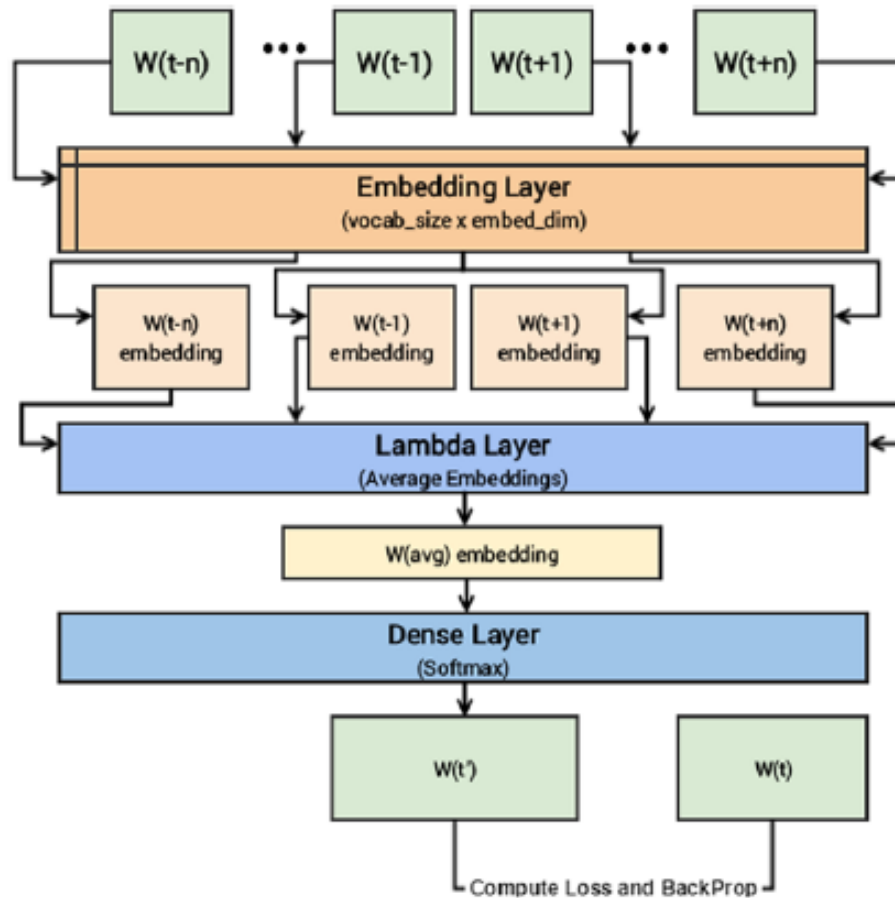 W(t-n) ••• W(t-1) W(t+1) ••• W(t+n)
Embedding Layer
(vocab_size x embed_dim)
W(t-n)
embedding
W(t-1)
embedding
W(t+1)
embedding
W(t+n)
embedding
Lambda Layer
(Average Embeddings)
W(avg) embedding
Dense Layer
(Softmax)
W(t') W(t)
Compute Loss and BackProp